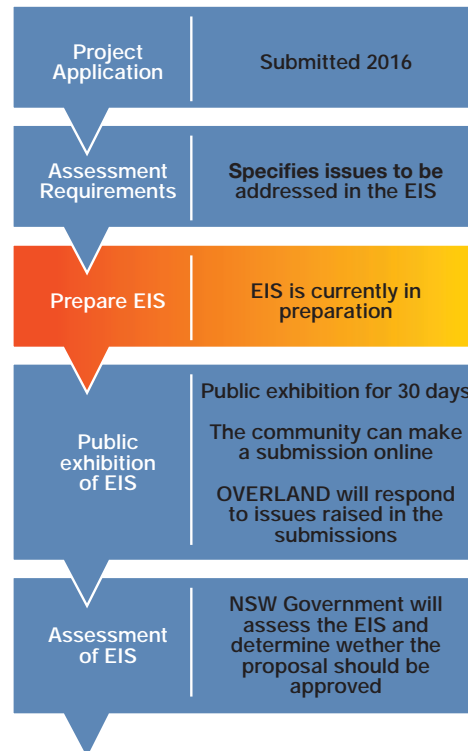 Project
Application
Submitted 2016
Assessment
Requirements
Specifies issues to be
addressed in the EIS
Prepare EIS
EIS is currently in
preparation
Public
exhibition
of EIS
Public exhibition for 30 days
The community can make
a submission online
OVERLAND will respond
to issues raised in the
submissions
Assessment
of EIS
NSW Government will
assess the EIS and
determine wether the
proposal should be
approved